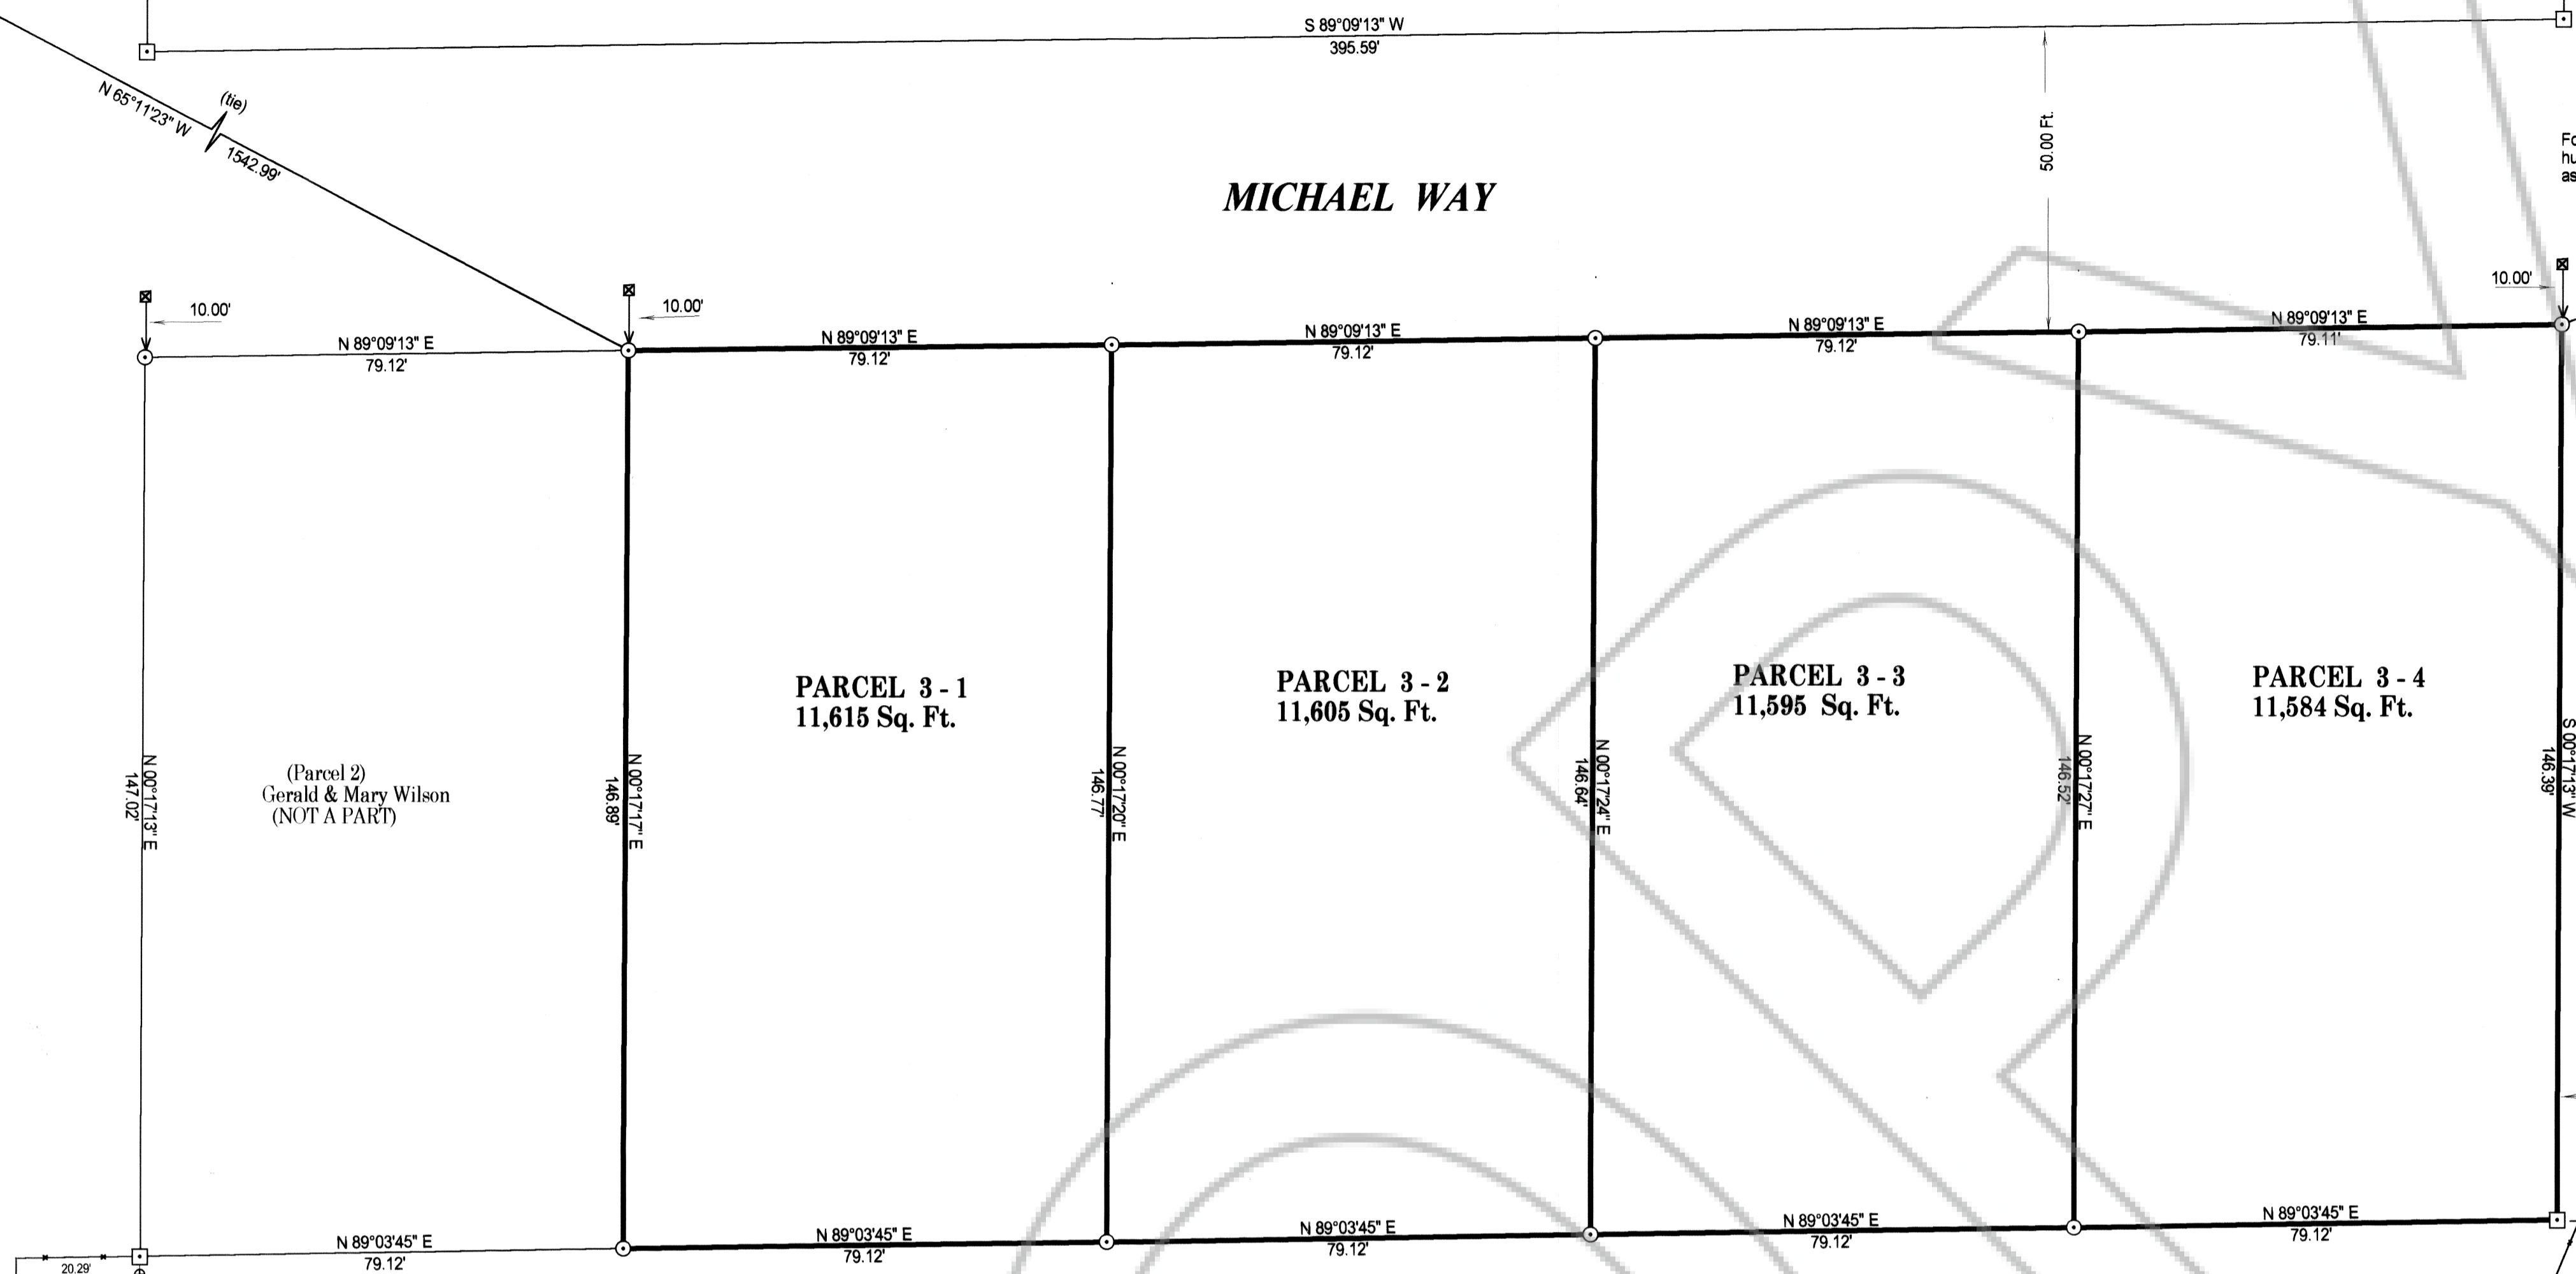 S 89°09'13" W
395.59'
(tie)
N 65°11'23" W
1542.99'
50.00 Ft.
MICHAEL WAY
10.00'
10.00'
10.00'
N 89°09'13" E
79.12'
N 89°09'13" E
79.12'
N 89°09'13" E
79.12'
N 89°09'13" E
79.12'
N 89°09'13" E
79.11'
PARCEL 3 - 1
11,615 Sq. Ft.
PARCEL 3 - 2
11,605 Sq. Ft.
PARCEL 3 - 3
11,595 Sq. Ft.
PARCEL 3 - 4
11,584 Sq. Ft.
(Parcel 2)
Gerald & Mary Wilson
(NOT A PART)
N 00°17'13" E
147.02'
N 00°17'17" E
146.89'
N 00°17'20" E
146.77'
N 00°17'24" E
146.64'
N 00°17'27" E
146.52'
S 00°17'13" W
146.39'
N 89°03'45" E
79.12'
N 89°03'45" E
79.12'
N 89°03'45" E
79.12'
N 89°03'45" E
79.12'
N 89°03'45" E
79.12'
20.29'